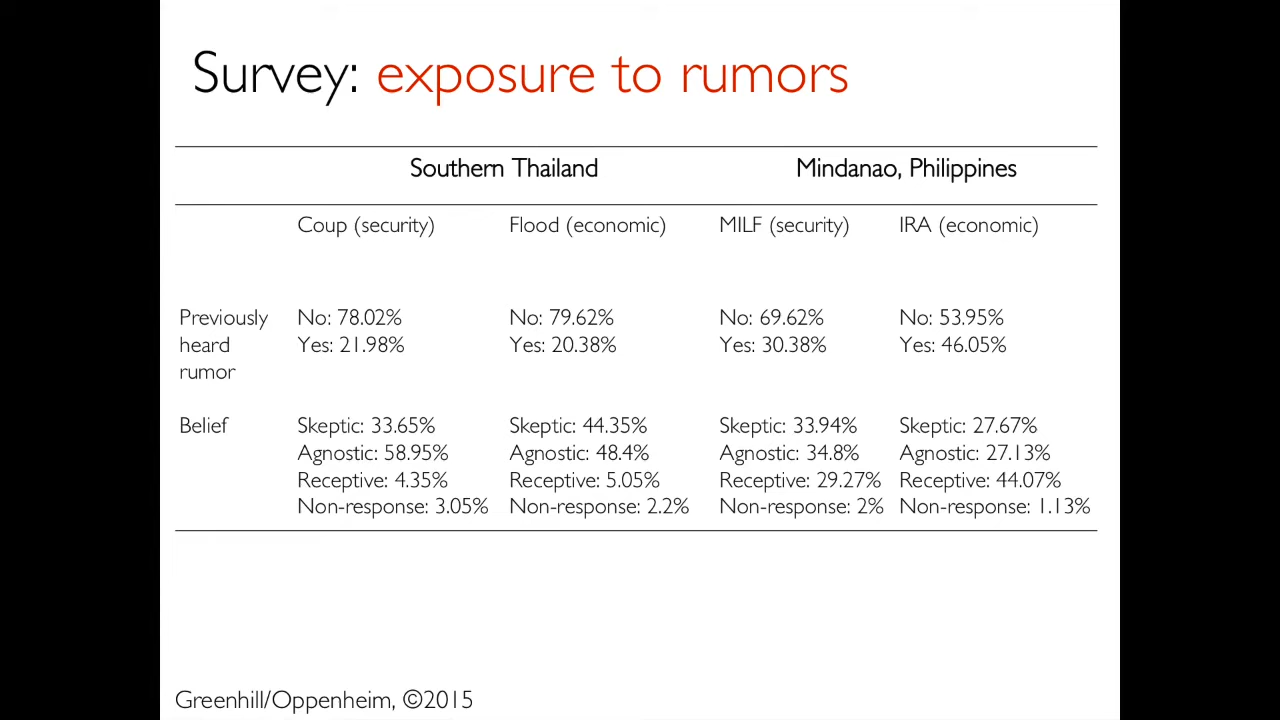 Survey: exposure to rumors
Southern Thailand Mindanao, Philippines
Coup (security) Flood (economic) MILF (security) IRA (economic)
Previously No: 78.02% No: 79.62% No: 69.62% No: 53.95%
heard Yes: 21.98% Yes: 20.38% Yes: 30.38% Yes: 46.05%
rumor
Belief Skeptic: 33.65% Skeptic: 44.35% Skeptic: 33.94% Skeptic: 27.67%
Agnostic: 58.95% Agnostic: 48.4% Agnostic: 34.8% Agnostic: 27.13%
Receptive: 4.35% Receptive: 5.05% Receptive: 29.27% Receptive: 44.07%
Non-response: 3.05% Non-response: 2.2% Non-response: 2% Non-response: 1.13%
Greenhill/Oppenheim, ©2015